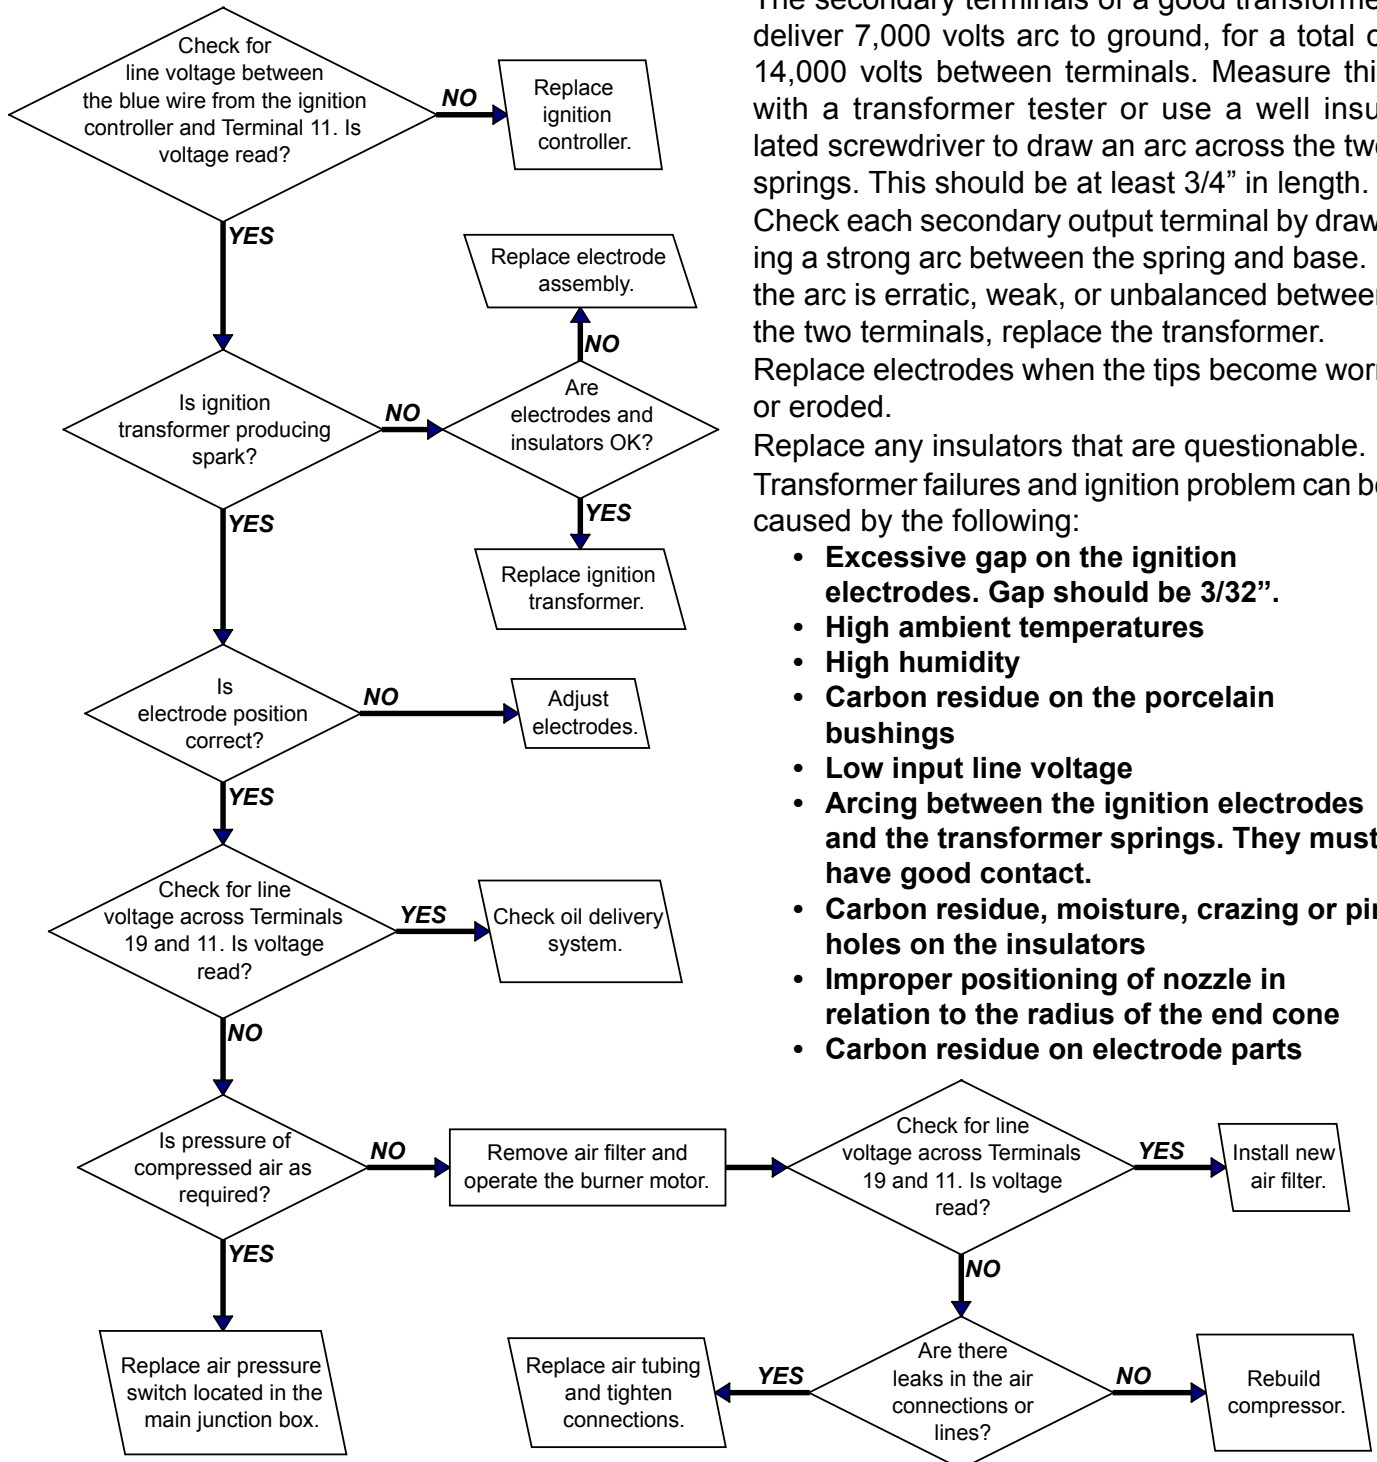 Check for
line voltage between
the blue wire from the ignition
controller and Terminal 11. Is
voltage read?
NO
Replace
ignition
controller.
YES
Is ignition
transformer producing
spark?
NO
Are
electrodes and
insulators OK?
NO
Replace electrode
assembly.
YES
Replace ignition
transformer.
YES
Is
electrode position
correct?
NO
Adjust
electrodes.
YES
Check for line
voltage across Terminals
19 and 11. Is voltage
read?
YES
Check oil delivery
system.
NO
The secondary terminals of a good
deliver 7,000 volts arc to ground, for a total
14,000 volts between terminals. Measure
with a transformer tester or use a well insu
lated screwdriver to draw an arc across the
springs. This should be at least 3/4” in length.
Check each secondary output terminal by draw
ing a strong arc between the spring and base.
the arc is erratic, weak, or unbalanced between
the two terminals, replace the transformer.
Replace electrodes when the tips become
or eroded.
Replace any insulators that are questionable.
Transformer failures and ignition problem can
caused by the following:
• Excessive gap on the ignition
electrodes. Gap should be 3/32”.
• High ambient temperatures
• High humidity
• Carbon residue on the porcelain
bushings
• Low input line voltage
• Arcing between the ignition electrodes
and the transformer springs. They must
have good contact.
• Carbon residue, moisture, crazing or
holes on the insulators
• Improper positioning of nozzle in
relation to the radius of the end cone
• Carbon residue on electrode parts
Is pressure of
compressed air as
required?
NO
Remove air filter and
operate the burner motor.
Check for line
voltage across Terminals
19 and 11. Is voltage
read?
YES
Install new
air filter.
YES
NO
Replace air pressure
switch located in the
main junction box.
Replace air tubing
and tighten
connections.
YES
Are there
leaks in the air
connections or
lines?
NO
Rebuild
compressor.